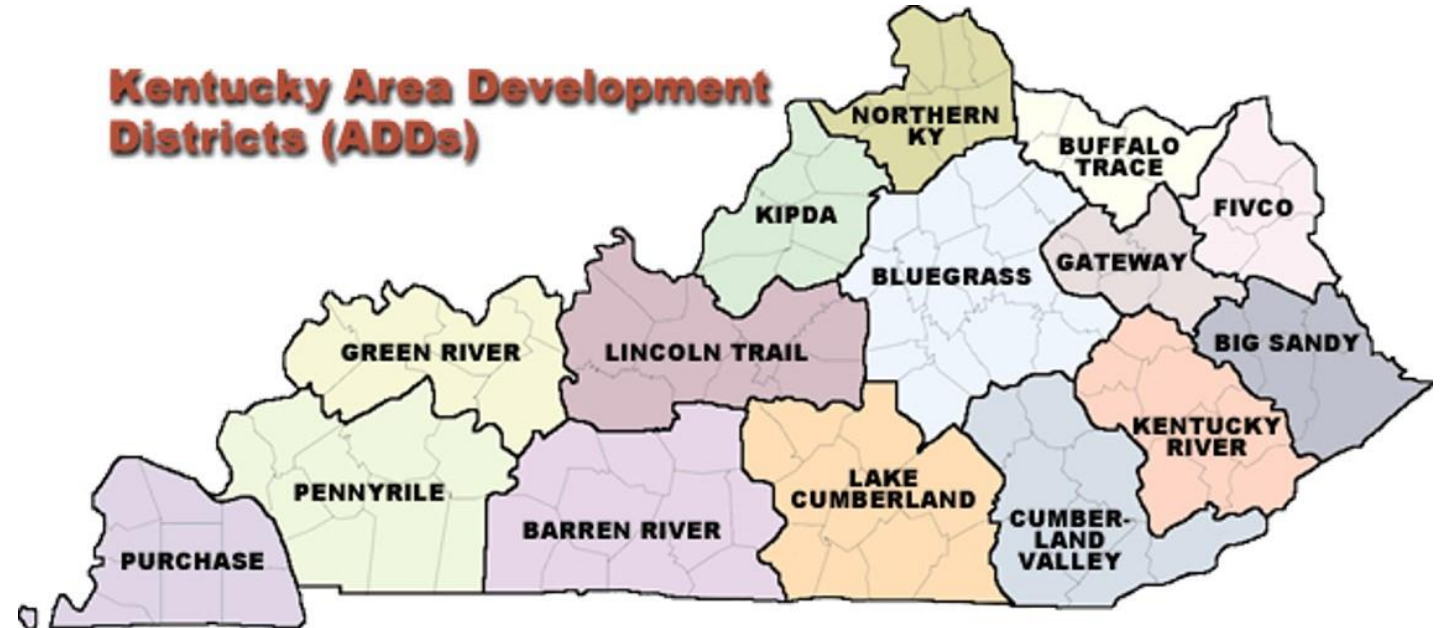 Kentucky Area Development
Districts (ADDs)
NORTHERN
KY
BUFFALO
TRACE
KIPDA
FIVCO
BLUEGRASS
GATEWAY
GREEN RIVER
LINCOLN TRAIL
BIG SANDY
KENTUCKY
RIVER
PENNYRILE
LAKE
CUMBERLAND
BARREN RIVER
CUMBER-
LAND
VALLEY
PURCHASE